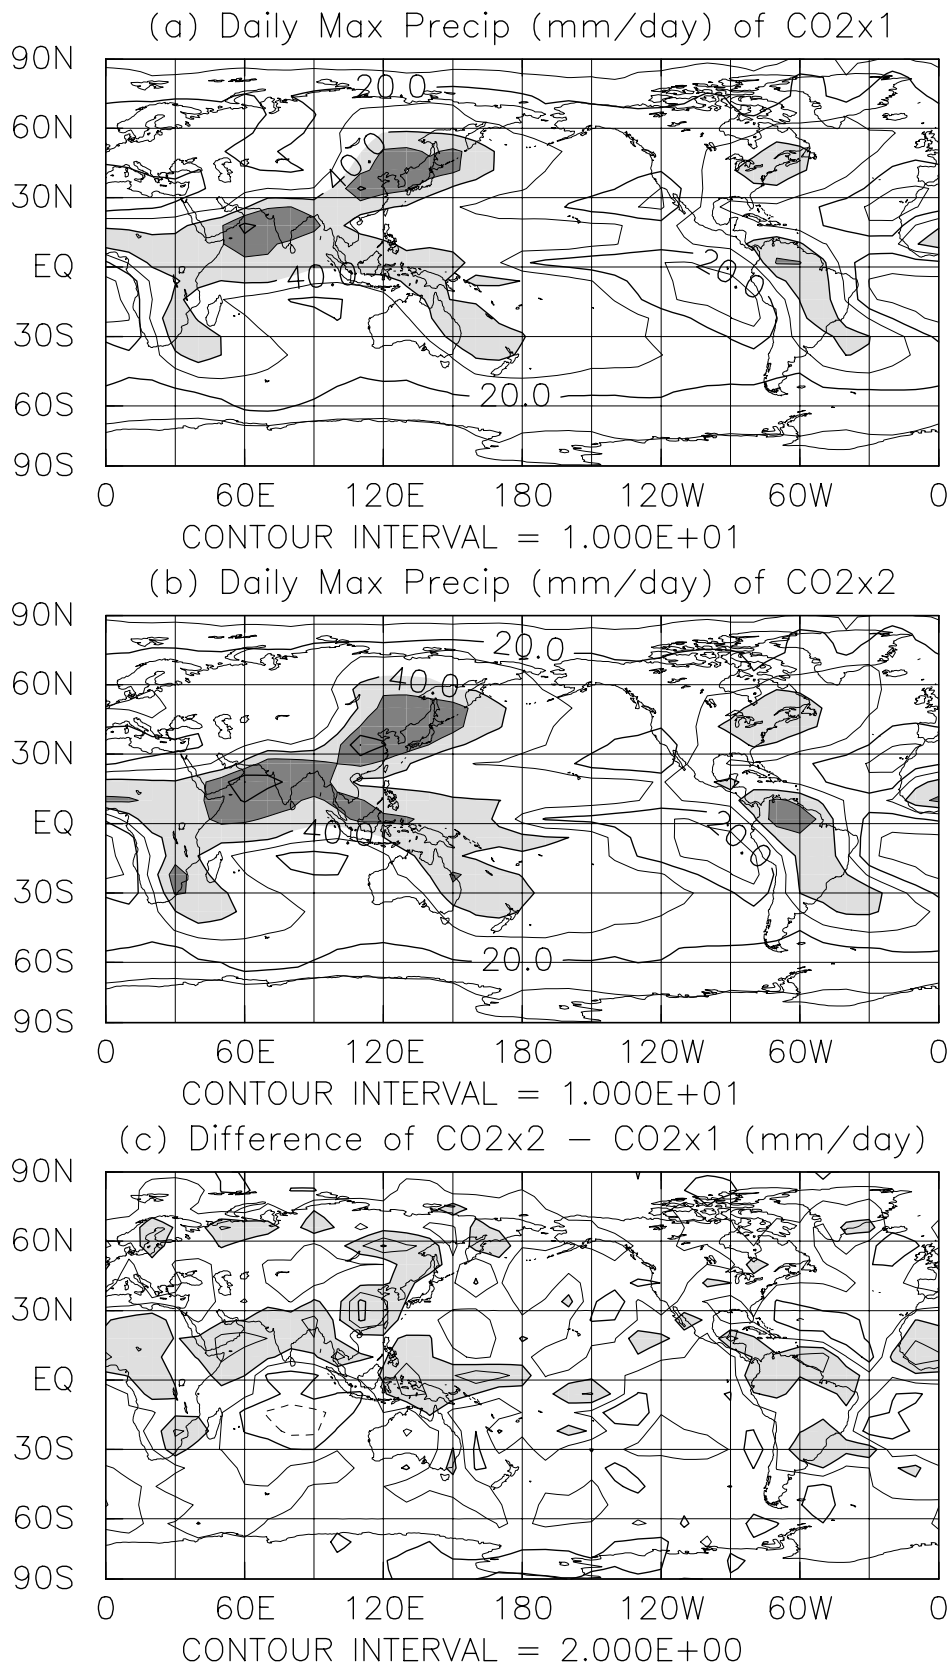 (a) Daily Max Precip (mm/day) of CO2x1
90N
20.0
60N
40.0
30N
EQ
40.0
20.0
30S
20.0
60S
90S
0 60E 120E 180 120W 60W 0
CONTOUR INTERVAL = 1.000E+01
(b) Daily Max Precip (mm/day) of CO2x2
90N
20.0
60N
40.0
30N
EQ
40.0
20.0
30S
20.0
60S
90S
0 60E 120E 180 120W 60W 0
CONTOUR INTERVAL = 1.000E+01
(c) Difference of CO2x2 − CO2x1 (mm/day)
90N
60N
30N
EQ
30S
60S
90S
0 60E 120E 180 120W 60W 0
CONTOUR INTERVAL = 2.000E+00